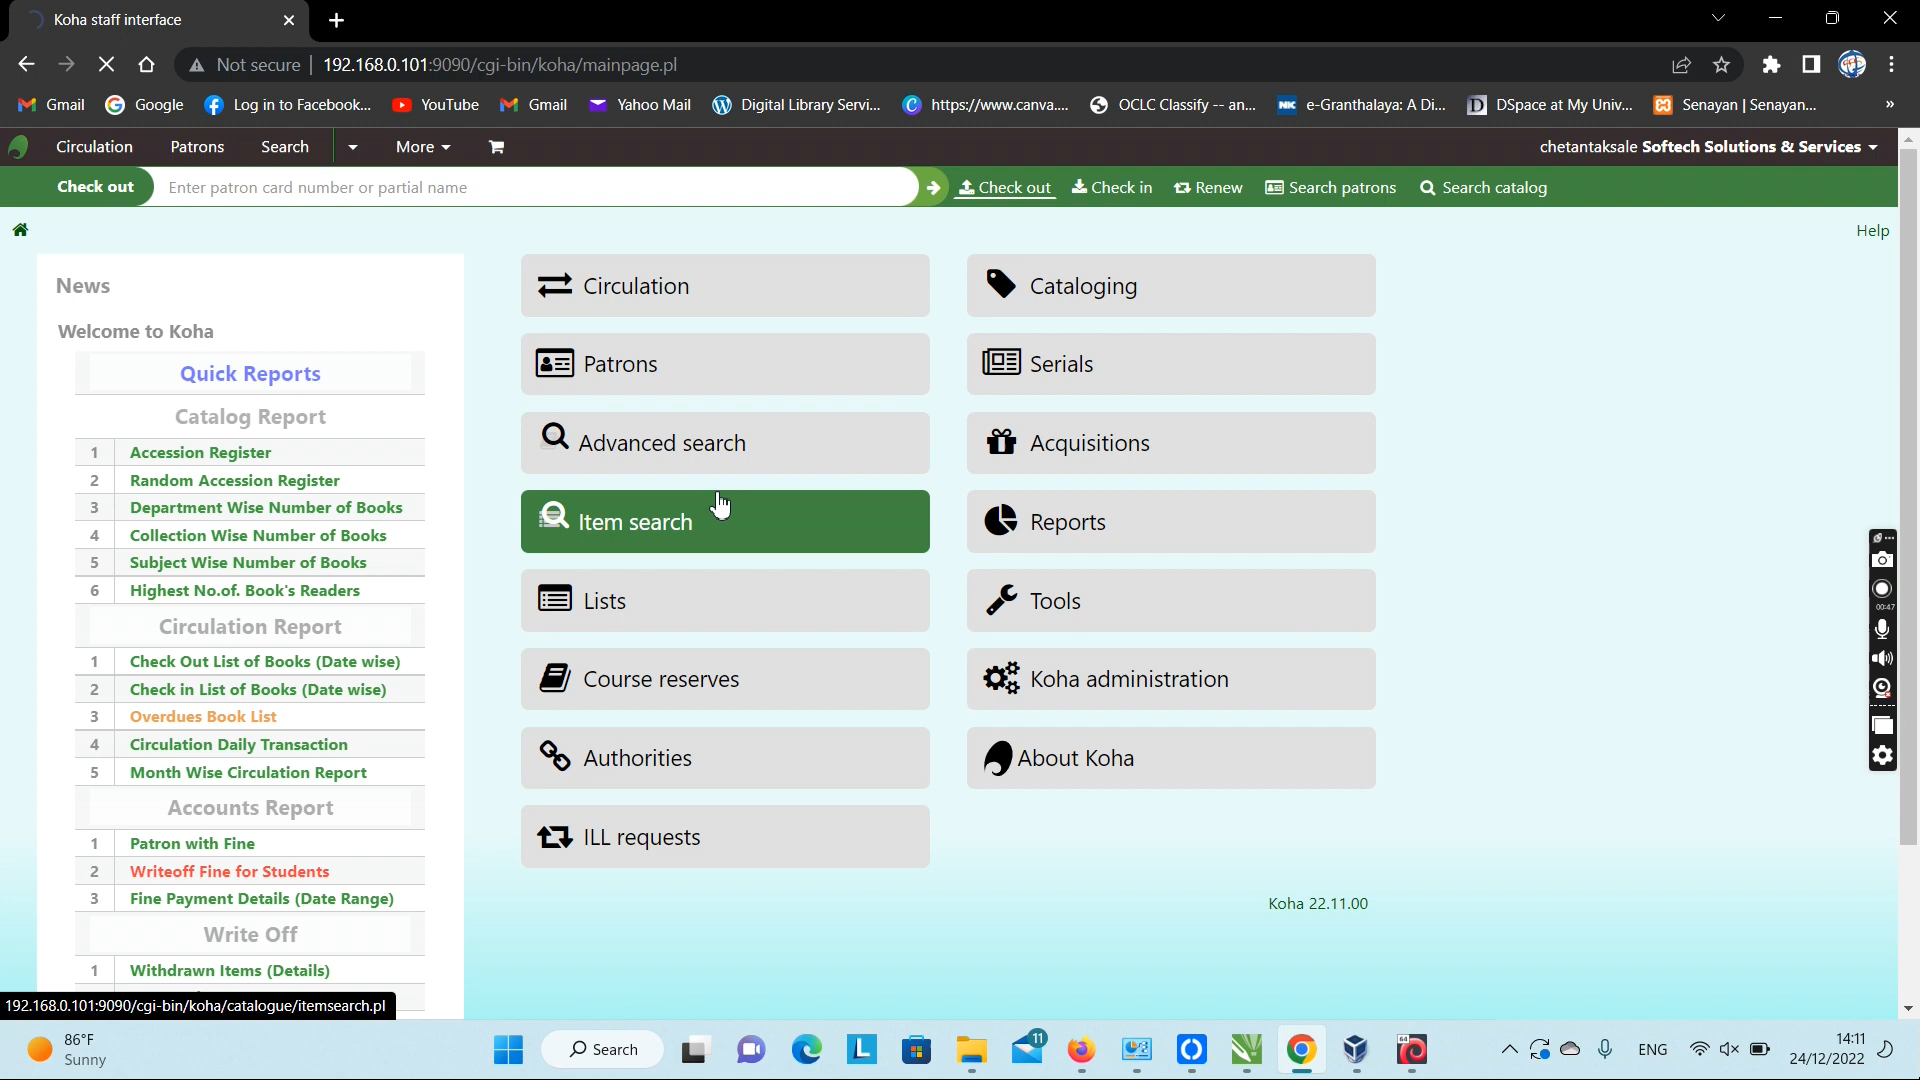 Koha staff interface
Not secure 192.168.0.101:9090/cgi-bin/koha/mainpage.pl
Gmail Google Log in to Facebook... YouTube Gmail Yahoo Mail Digital Library Servi... https://www.canva.... OCLC Classify -- an... e-Granthalaya: A Di... DSpace at My Univ... Senayan | Senayan... »
Circulation Patrons Search More chetantaksale Softech Solutions & Services
Check out Enter patron card number or partial name Check out Check in Renew Search patrons Search catalog
Help
News
Welcome to Koha
Quick Reports
Catalog Report
1 Accession Register
2 Random Accession Register
3 Department Wise Number of Books
4 Collection Wise Number of Books
5 Subject Wise Number of Books
6 Highest No.of. Book's Readers
Circulation Report
1 Check Out List of Books (Date wise)
2 Check in List of Books (Date wise)
3 Overdues Book List
4 Circulation Daily Transaction
5 Month Wise Circulation Report
Accounts Report
1 Patron with Fine
2 Writeoff Fine for Students
3 Fine Payment Details (Date Range)
Write Off
1 Withdrawn Items (Details)
Circulation
Patrons
Advanced search
Item search
Lists
Course reserves
Authorities
ILL requests
Cataloging
Serials
Acquisitions
Reports
Tools
Koha administration
About Koha
Koha 22.11.00
00:47
192.168.0.101:9090/cgi-bin/koha/catalogue/itemsearch.pl
86°F
Sunny
Search
11
64
ENG
14:11
24/12/2022